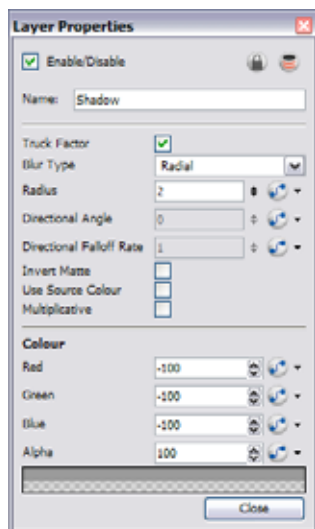 Layer Properties
Enable/Disable
Name: Shadow
Truck Factor
Blur Type Radial
Radius 2
Directional Angle 0
Directional Falloff Rate 1
Invert Matte
Use Source Colour
Multiplicative
Colour
Red -100
Green -100
Blue -100
Alpha 100
Close